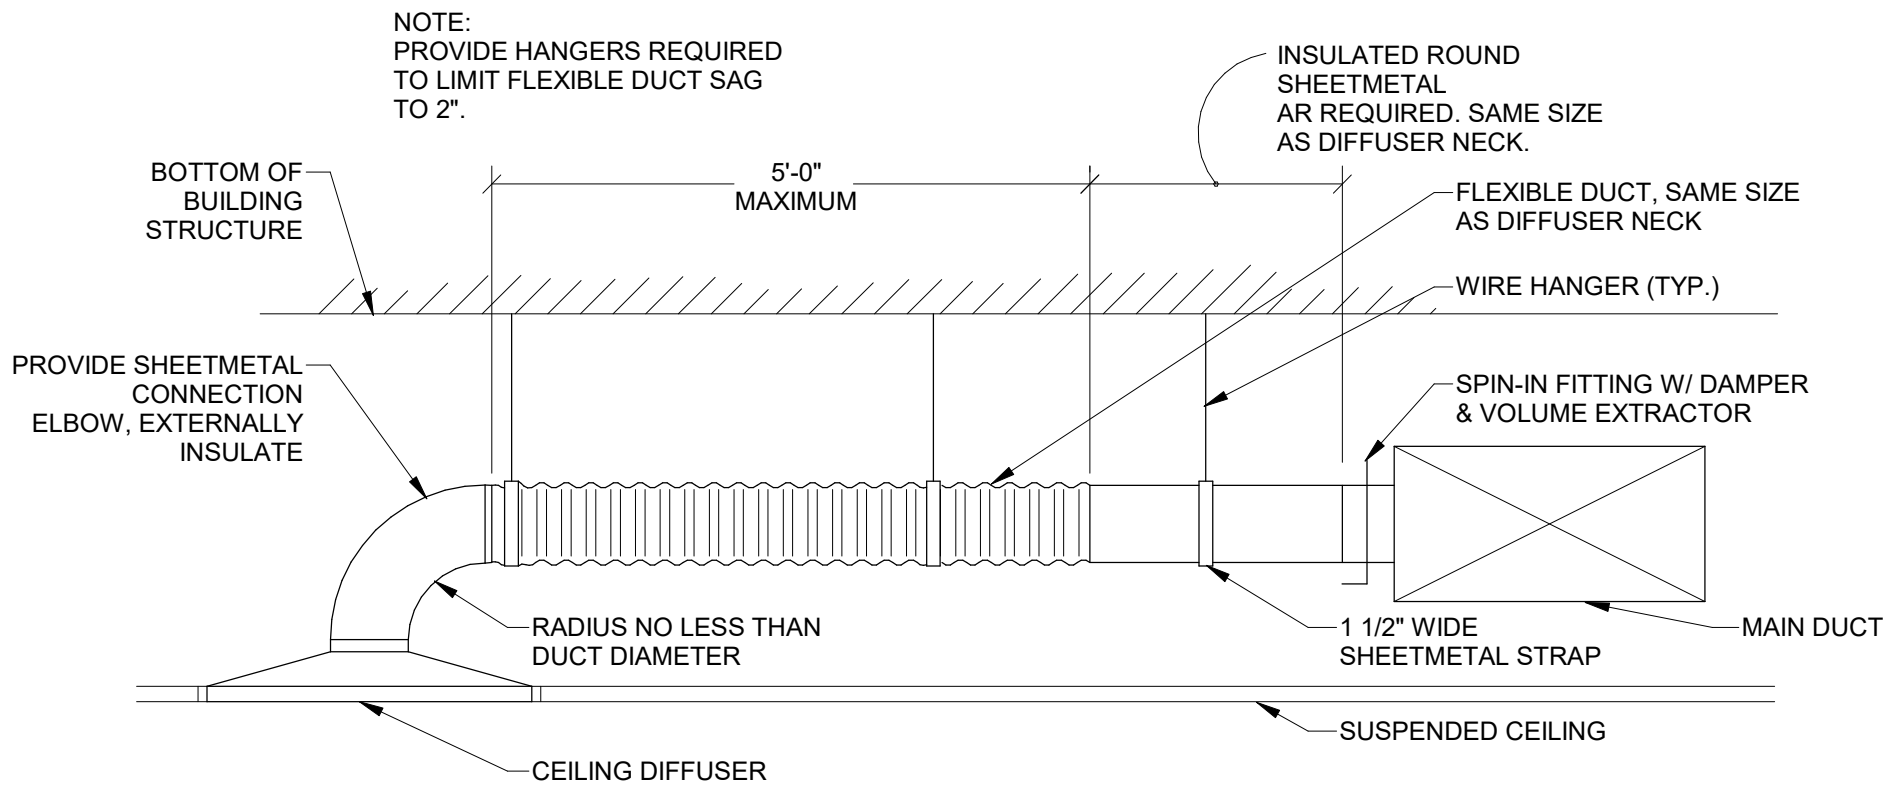 NOTE:
PROVIDE HANGERS REQUIRED
TO LIMIT FLEXIBLE DUCT SAG
TO 2".
INSULATED ROUND
SHEETMETAL
AR REQUIRED. SAME SIZE
AS DIFFUSER NECK.
BOTTOM OF
BUILDING
STRUCTURE
5'-0"
MAXIMUM
FLEXIBLE DUCT, SAME SIZE
AS DIFFUSER NECK
WIRE HANGER (TYP.)
PROVIDE SHEETMETAL
CONNECTION
ELBOW, EXTERNALLY
INSULATE
SPIN-IN FITTING W/ DAMPER
& VOLUME EXTRACTOR
RADIUS NO LESS THAN
DUCT DIAMETER
1 1/2" WIDE
SHEETMETAL STRAP
MAIN DUCT
SUSPENDED CEILING
CEILING DIFFUSER